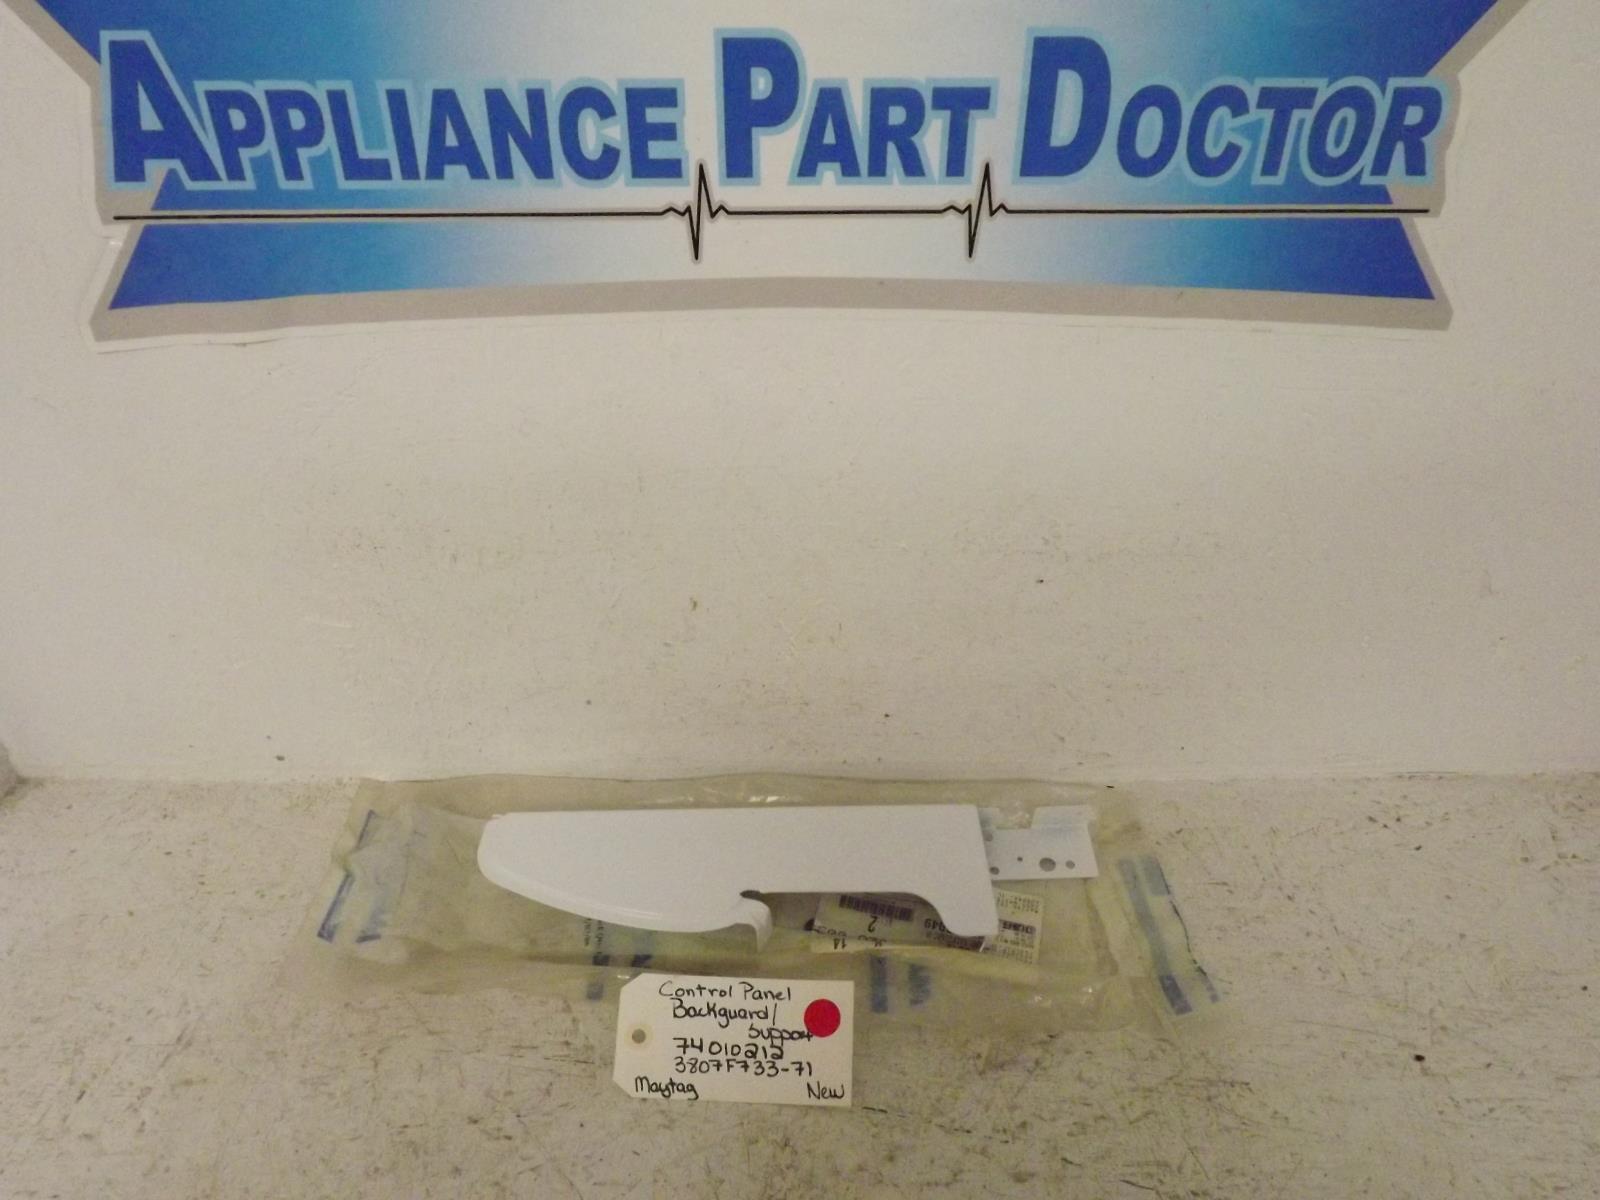 APPLIANCE PART DOCTOR
Control Panel
Backguard/
Support
74010212
3807F733-71
Maytag New